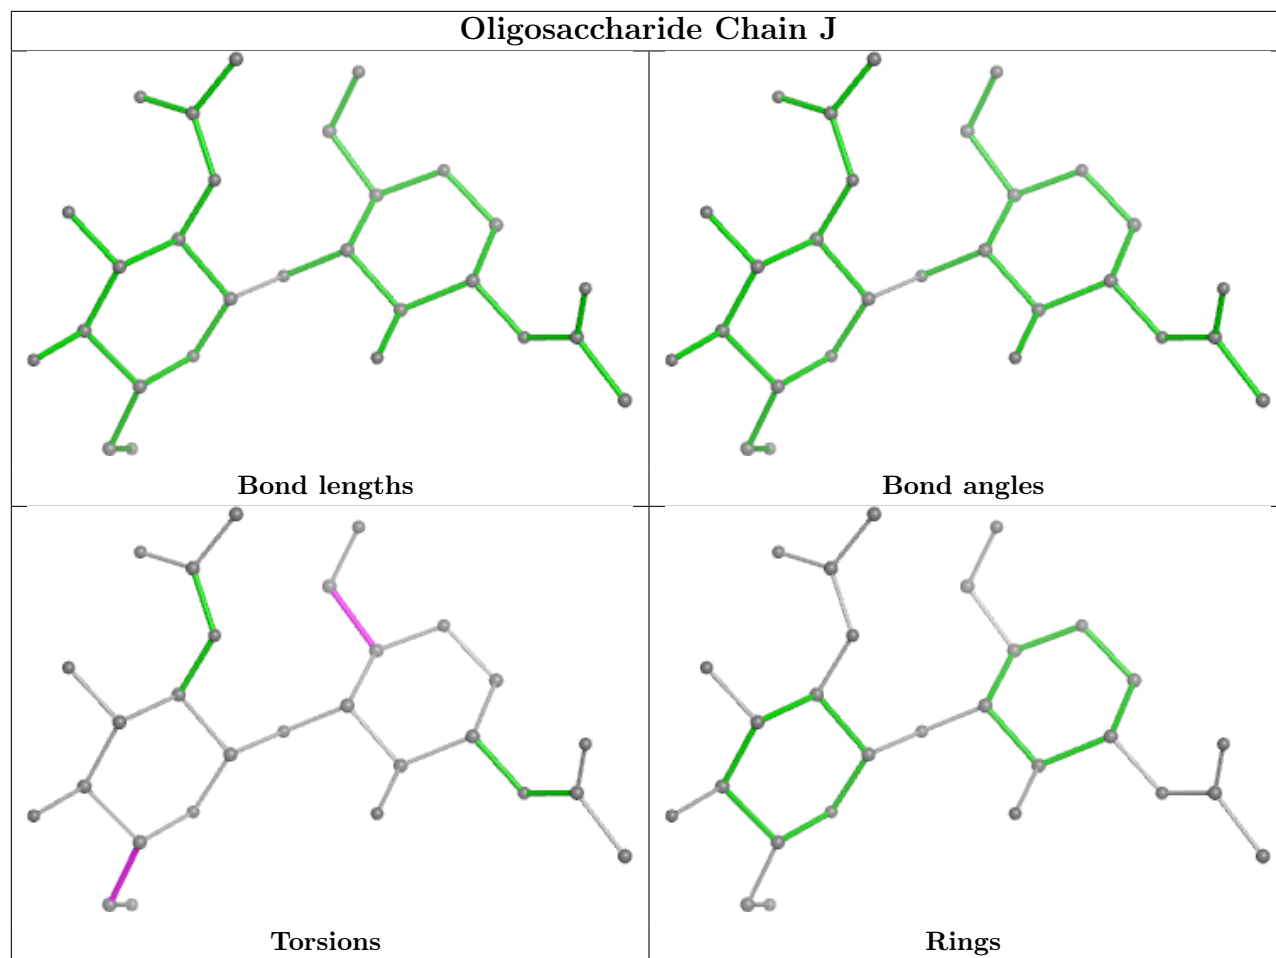 Oligosaccharide Chain J
Bond lengths
Bond angles
Torsions
Rings